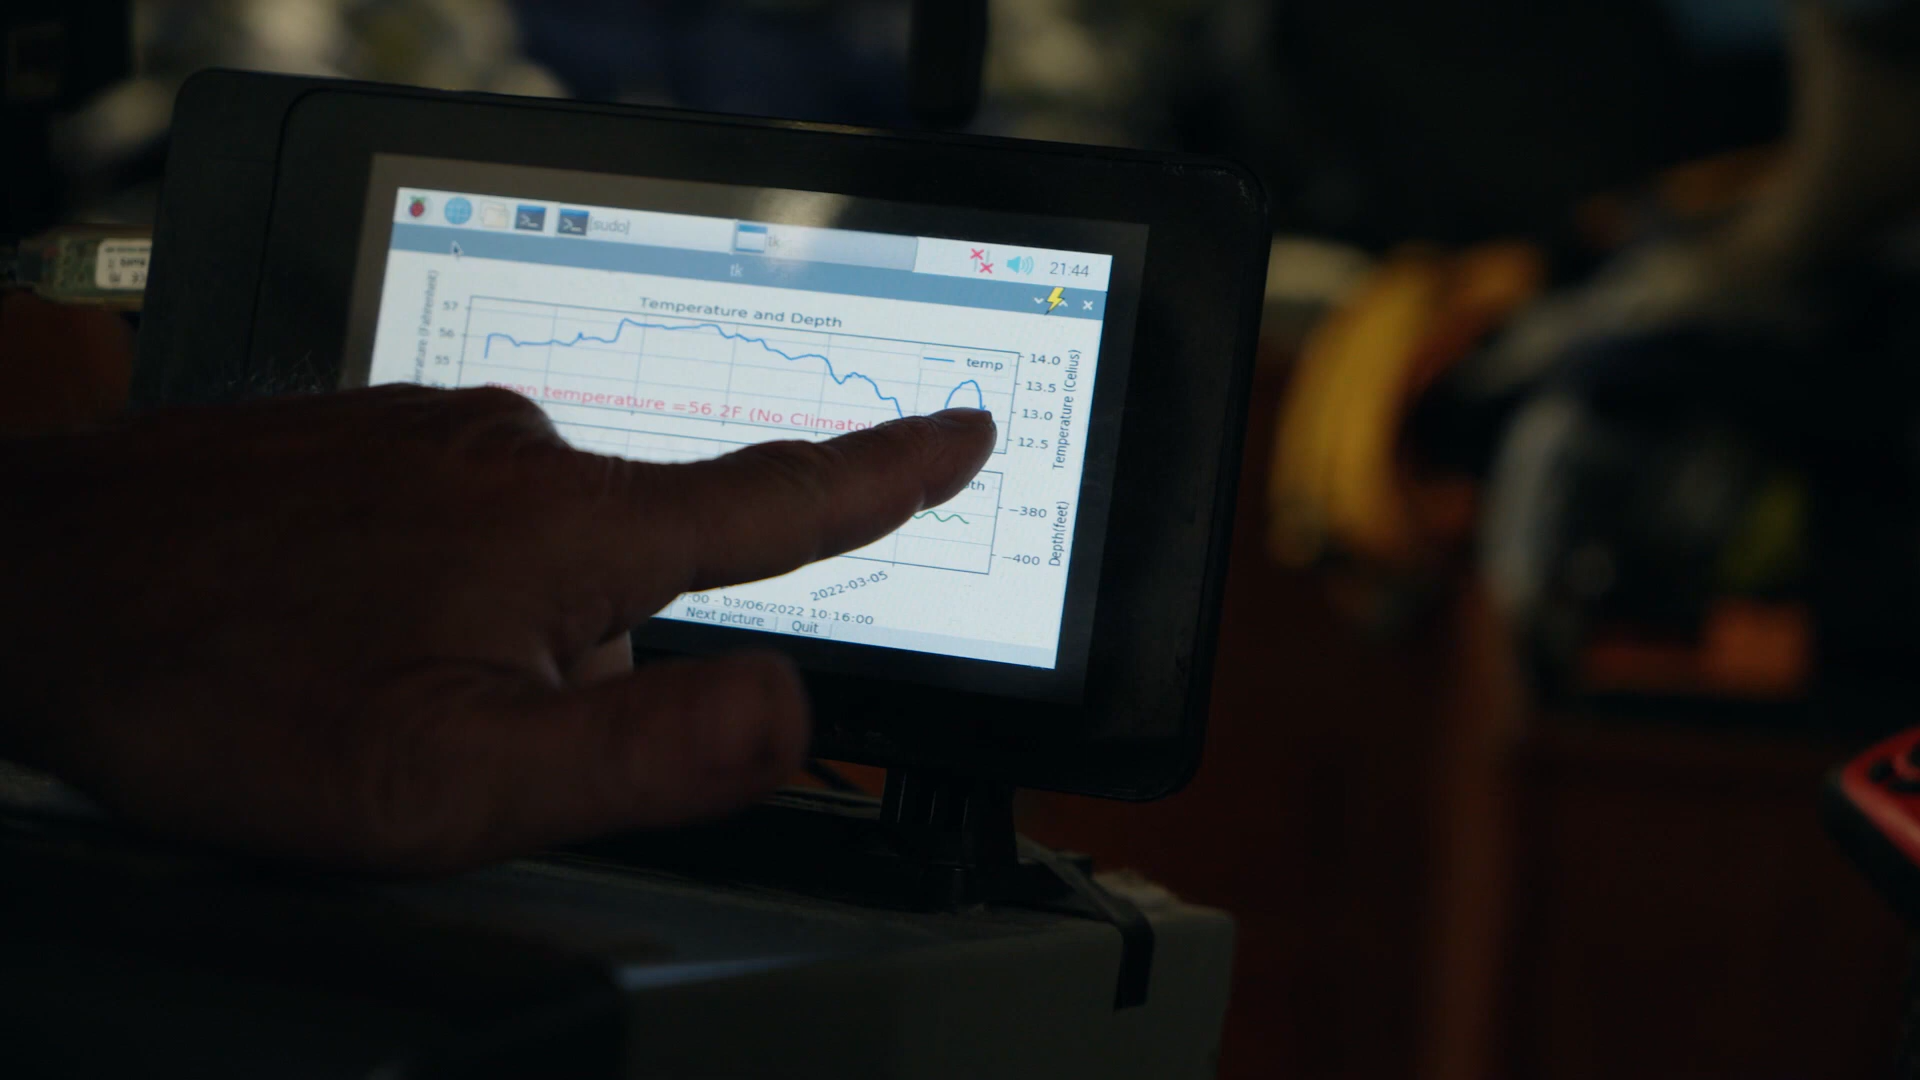 [sudo]
tk
21:44
tk
Temperature and Depth
57
56
55
temp
14.0
13.5
13.0
12.5
Temperature (Celius)
mean temperature =56.2F (No
-380
-400
Depth(feet)
2022-03-05
03/06/2022 10:16:00
Next picture
Quit